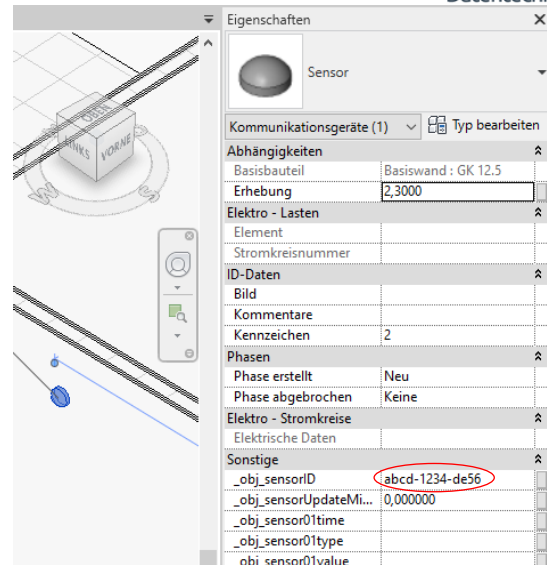 Eigenschaften
Sensor
Kommunikationsgeräte (1) Typ bearbeiten
Abhängigkeiten
Basisbauteil Basiswand : GK 12.5
Erhebung 2,3000
Elektro - Lasten
Element
Stromkreisnummer
ID-Daten
Bild
Kommentare
Kennzeichen 2
Phasen
Phase erstellt Neu
Phase abgebrochen Keine
Elektro - Stromkreise
Elektrische Daten
Sonstige
_obj_sensorID abcd-1234-de56
_obj_sensorUpdateMi... 0,000000
_obj_sensor01time
_obj_sensor01type
_obj_sensor01value
OBEN
LINKS VORNE
W S